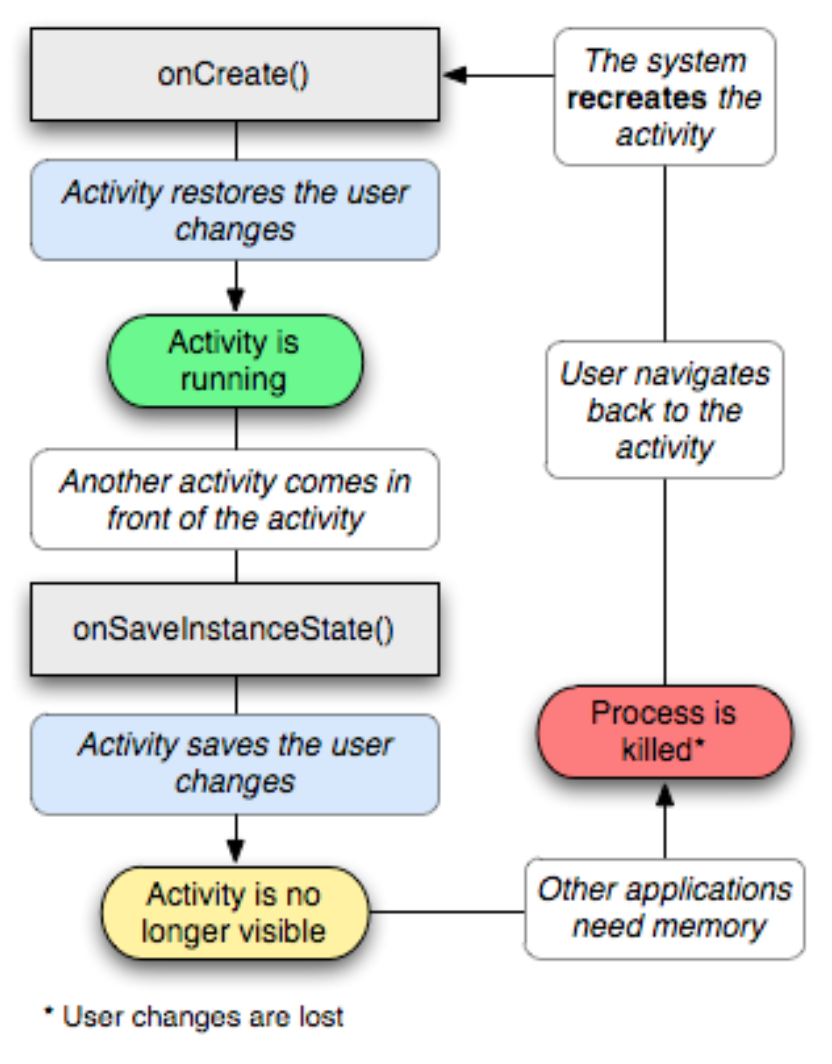 onCreate()
Activity restores the user
changes
Activity is
running
Another activity comes in
front of the activity
onSaveInstanceState()
Activity saves the user
changes
Activity is no
longer visible
Other applications
need memory
Process is
killed*
User navigates
back to the
activity
The system
recreates the
activity
* User changes are lost